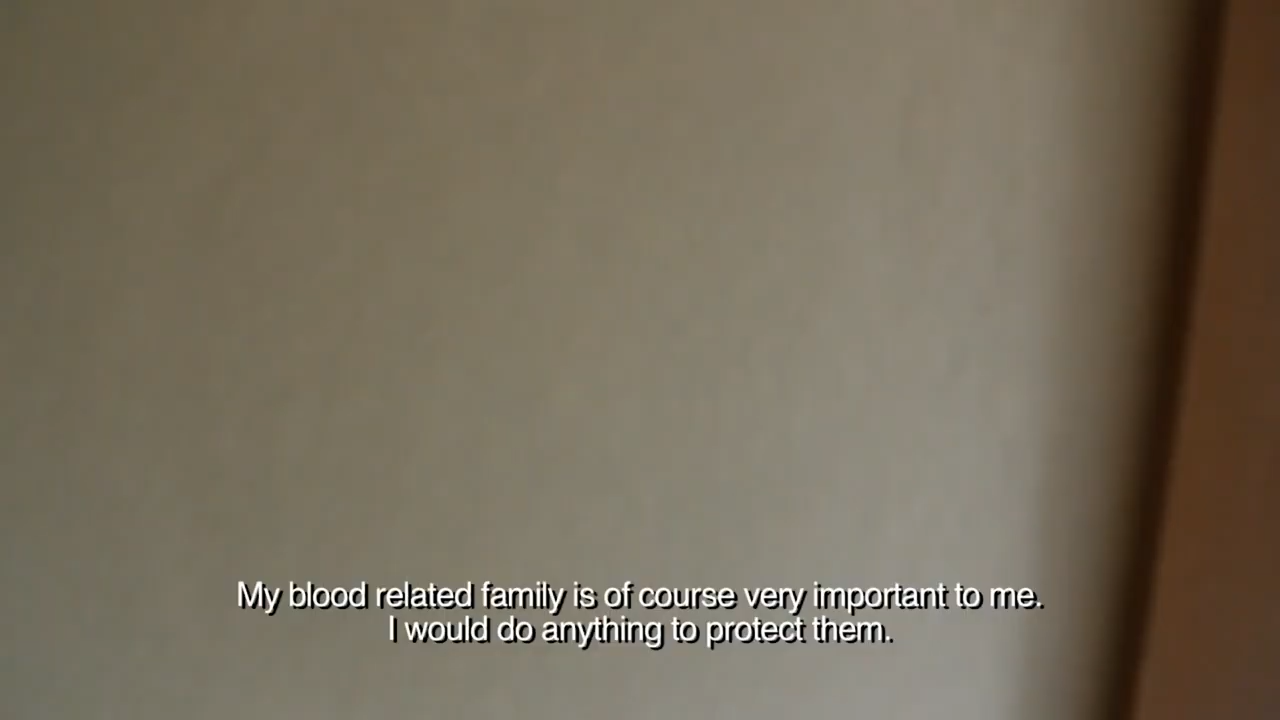 My blood related family is of course very important to me.
I would do anything to protect them.